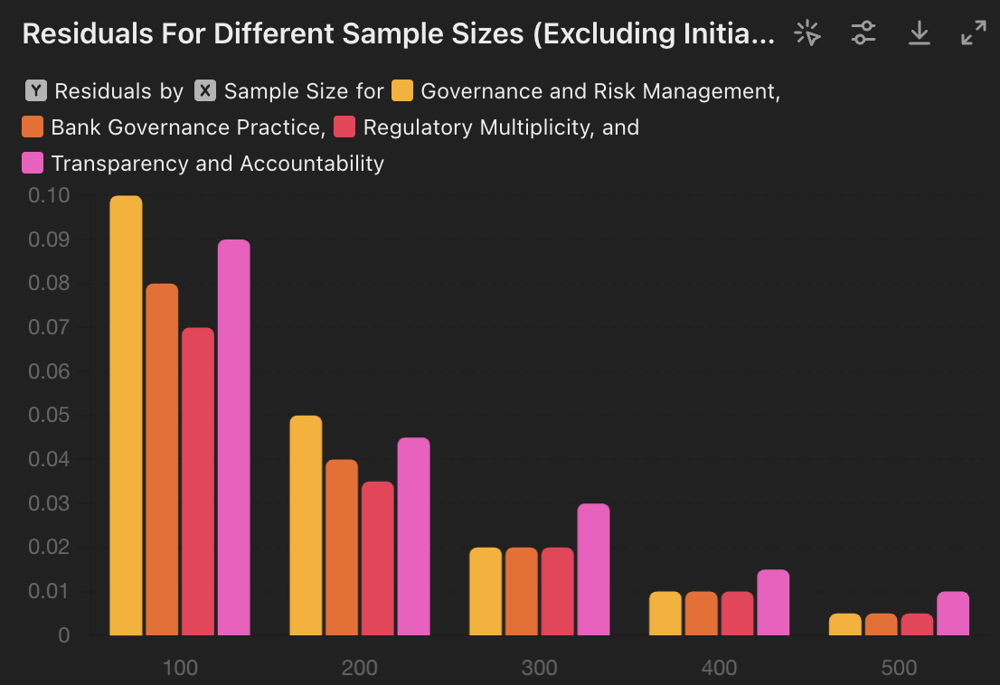 Residuals For Different Sample Sizes (Excluding Initia...
Y Residuals by X Sample Size for Governance and Risk Management,
Bank Governance Practice, Regulatory Multiplicity, and
Transparency and Accountability
0.10
0.09
0.08
0.07
0.06
0.05
0.04
0.03
0.02
0.01
0
100 200 300 400 500